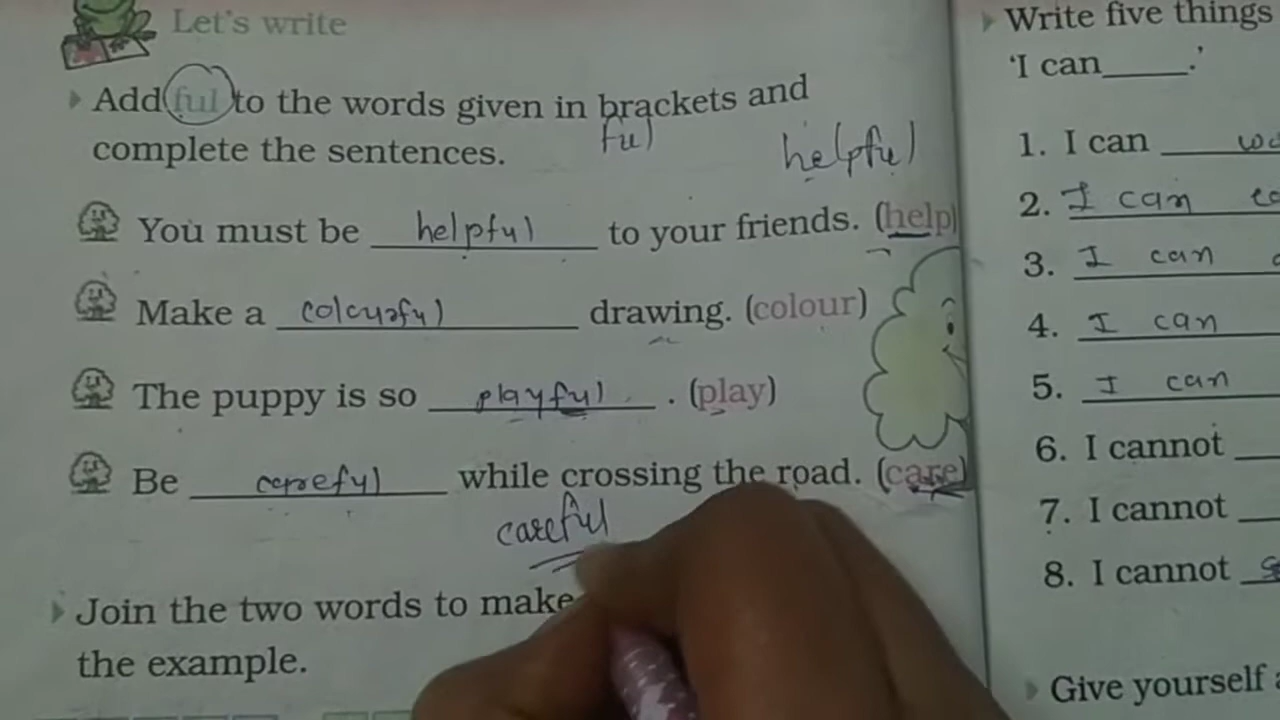 Let's write
Add ful to the words given in brackets and
ful
complete the sentences.
helpful
You must be helpful to your friends. (help)
Make a colourful drawing. (colour)
The puppy is so playful . (play)
Be careful while crossing the road. (care)
careful
Join the two words to make
the example.
Write five things
'I can_____.'
1. I can
2. I can
3. I can
4. I can
5. I can
6. I cannot
7. I cannot
8. I cannot
Give yourself